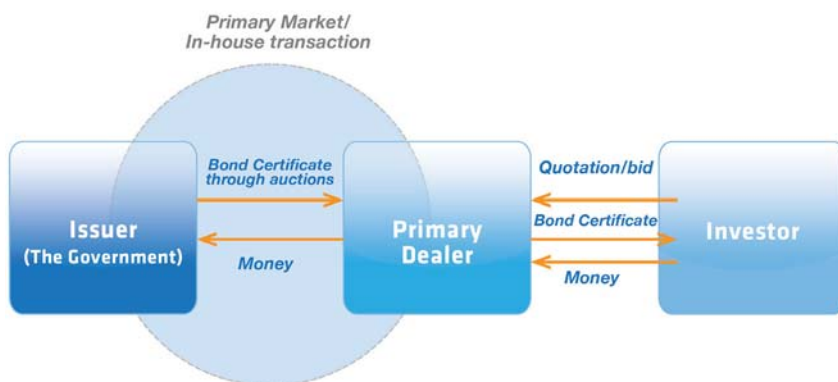 Primary Market/
In-house transaction
Issuer
(The Government)
Bond Certificate
through auctions
Money
Primary
Dealer
Quotation/bid
Bond Certificate
Money
Investor